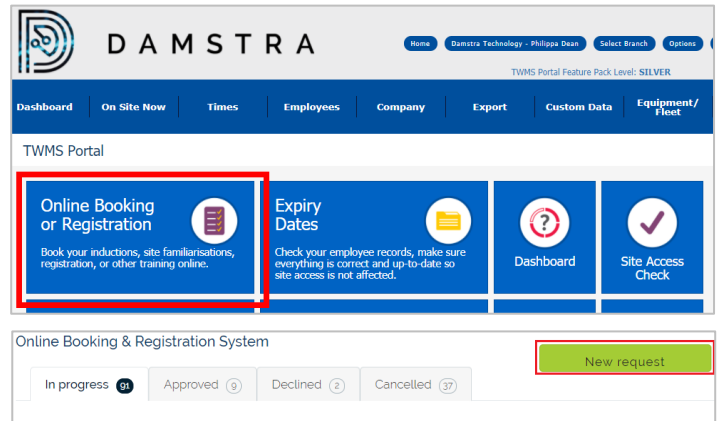 DAMSTRA
Home
Damstra Technology - Philippa Dean
Select Branch
Options
TWMS Portal Feature Pack Level: SILVER
Dashboard
On Site Now
Times
Employees
Company
Export
Custom Data
Equipment/
Fleet
TWMS Portal
Online Booking
or Registration
Book your inductions, site familiarisations,
registration, or other training online.
Expiry
Dates
Check your employee records, make sure
everything is correct and up-to-date so
site access is not affected.
?
Dashboard
Site Access
Check
Online Booking & Registration System
New request
In progress 91
Approved 9
Declined 2
Cancelled 37